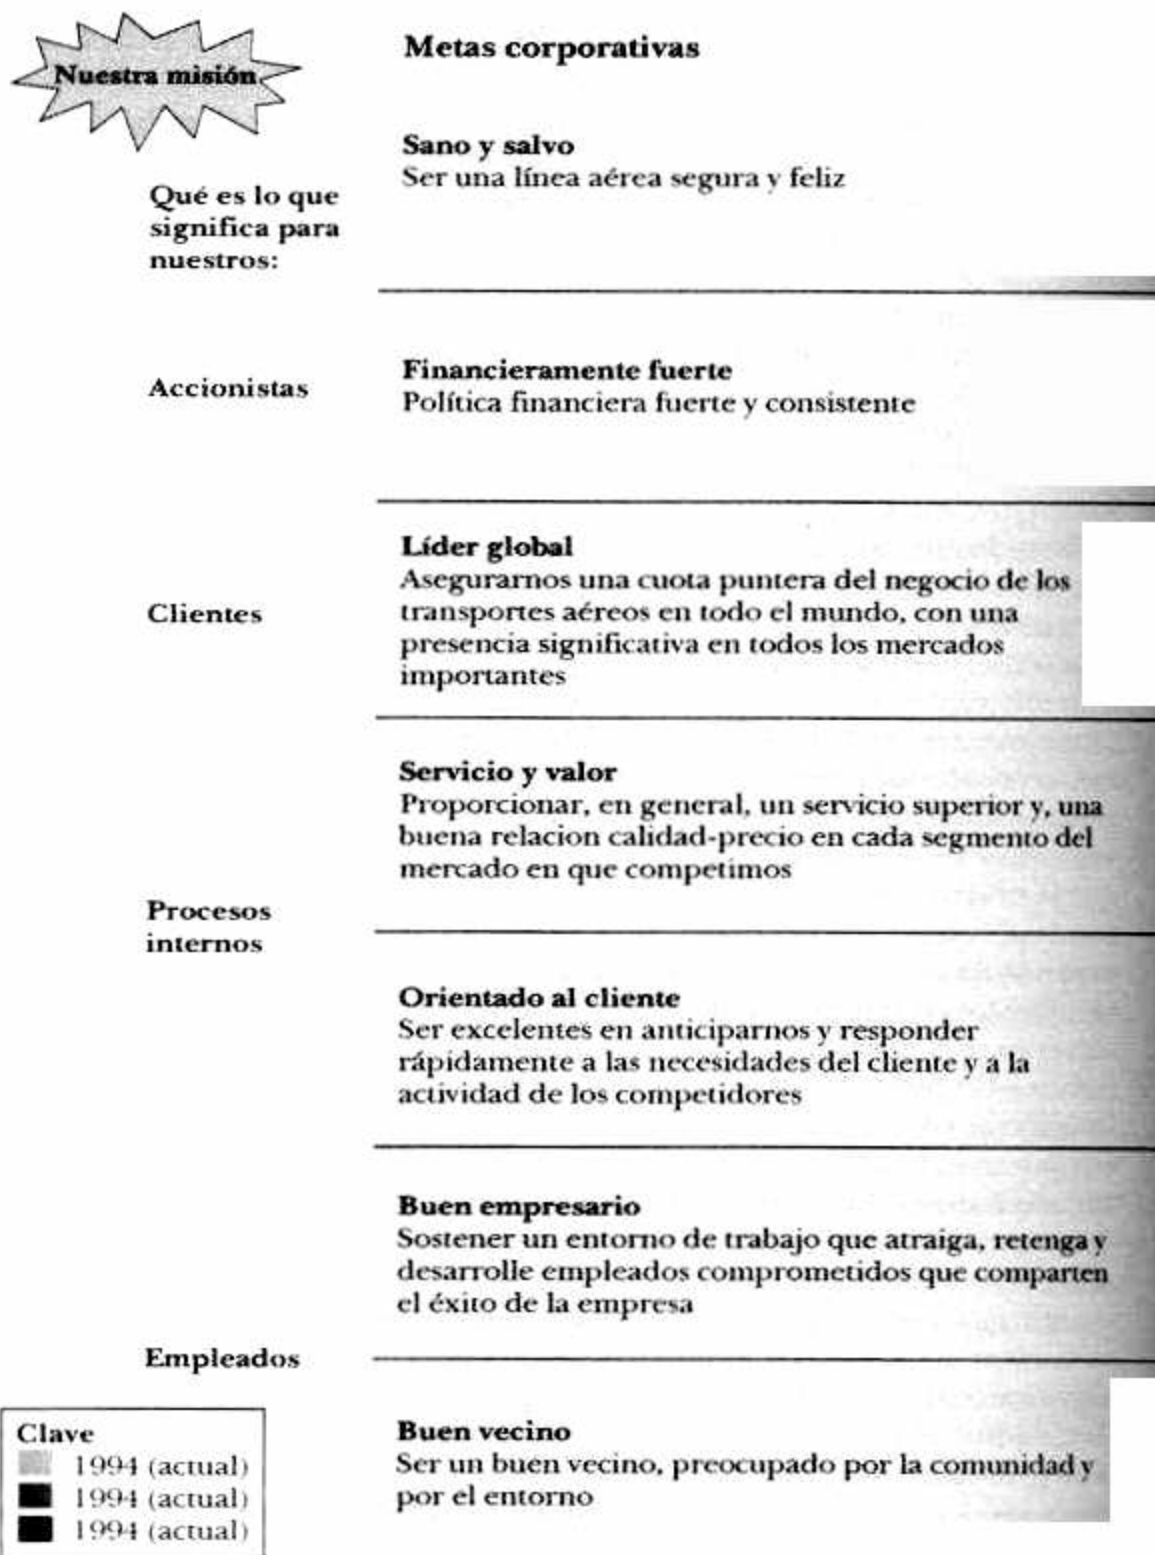 Nuestra misión
Metas corporativas
Sano y salvo
Ser una línea aérea segura y feliz
Qué es lo que
significa para
nuestros:
Accionistas
Financieramente fuerte
Política financiera fuerte y consistente
Clientes
Líder global
Asegurarnos una cuota puntera del negocio de los
transportes aéreos en todo el mundo, con una
presencia significativa en todos los mercados
importantes
Servicio y valor
Proporcionar, en general, un servicio superior y, una
buena relacion calidad-precio en cada segmento del
mercado en que competimos
Procesos
internos
Orientado al cliente
Ser excelentes en anticiparnos y responder
rápidamente a las necesidades del cliente y a la
actividad de los competidores
Buen empresario
Sostener un entorno de trabajo que atraiga, retenga y
desarrolle empleados comprometidos que comparten
el éxito de la empresa
Empleados
Buen vecino
Ser un buen vecino, preocupado por la comunidad y
por el entorno
Clave
1994 (actual)
1994 (actual)
1994 (actual)